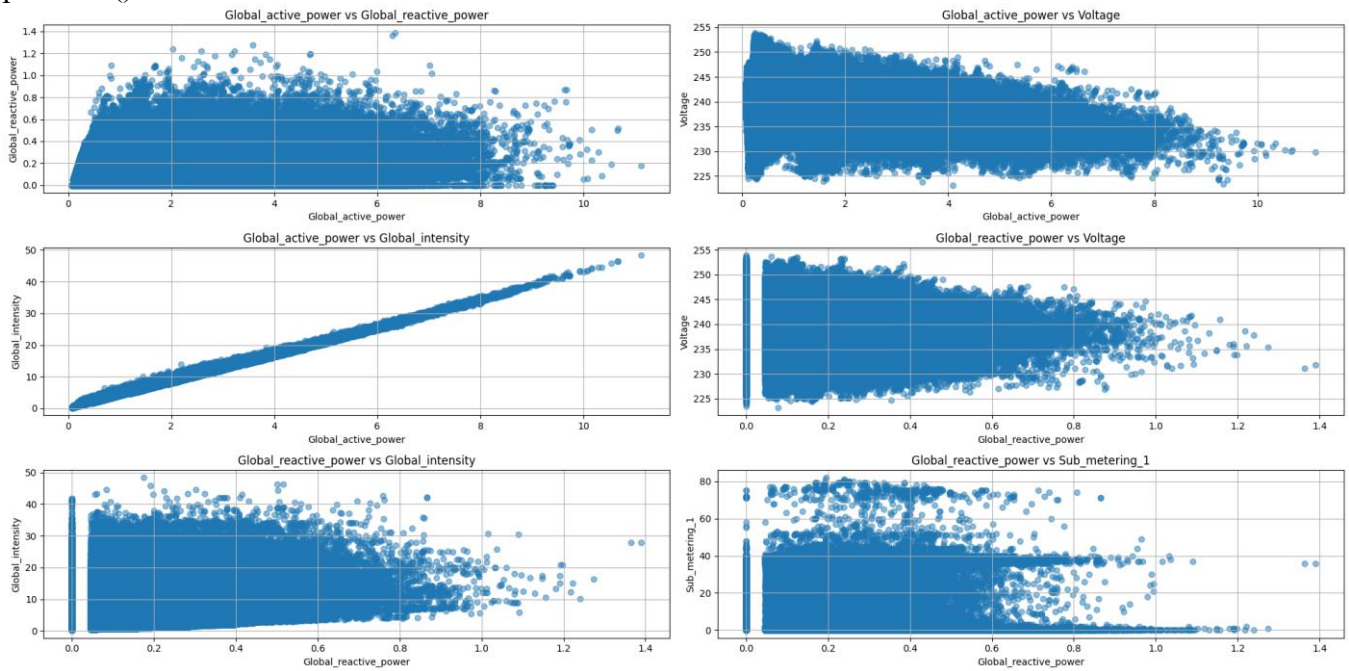 Global_active_power vs Global_reactive_power
Global_reactive_power
1.4
1.2
1.0
0.8
0.6
0.4
0.2
0.0
0 2 4 6 8 10
Global_active_power
Global_active_power vs Voltage
Voltage
255
250
245
240
235
230
225
0 2 4 6 8 10
Global_active_power
Global_active_power vs Global_intensity
Global_intensity
50
40
30
20
10
0
0 2 4 6 8 10
Global_active_power
Global_reactive_power vs Voltage
Voltage
255
250
245
240
235
230
225
0.0 0.2 0.4 0.6 0.8 1.0 1.2 1.4
Global_reactive_power
Global_reactive_power vs Global_intensity
Global_intensity
50
40
30
20
10
0
0.0 0.2 0.4 0.6 0.8 1.0 1.2 1.4
Global_reactive_power
Global_reactive_power vs Sub_metering_1
Sub_metering_1
80
60
40
20
0
0.0 0.2 0.4 0.6 0.8 1.0 1.2 1.4
Global_reactive_power